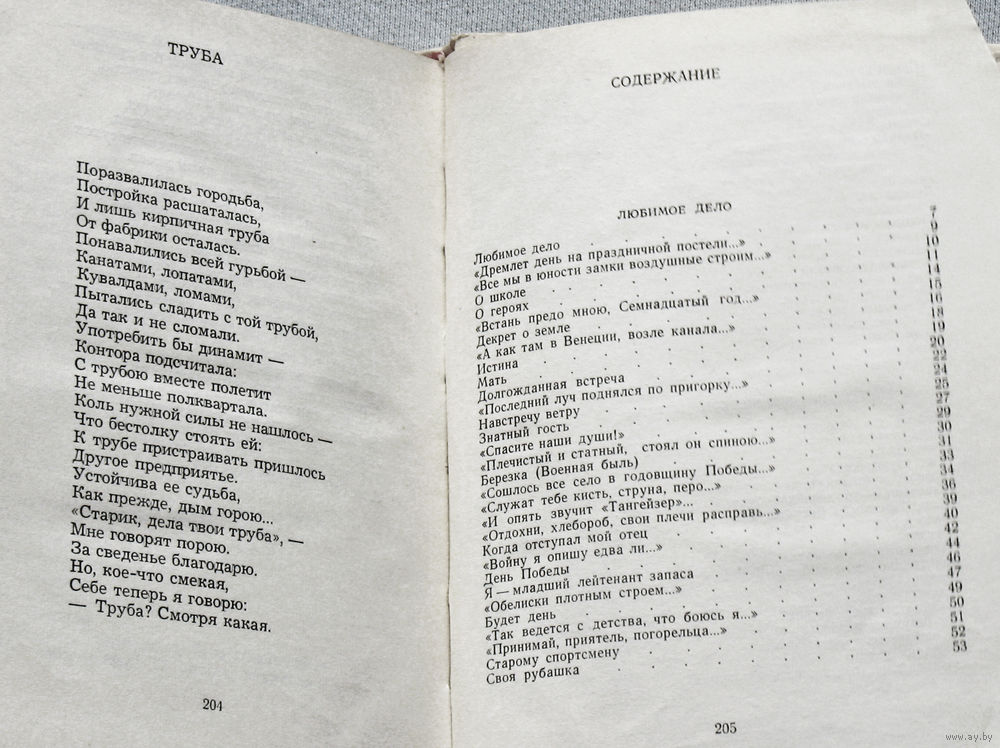 ТРУБА
Поразвалилась городьба,
Постройка расшаталась,
И лишь кирпичная труба
От фабрики осталась.
Понавалились всей гурьбой —
Канатами, лопатами,
Кувалдами, ломами,
Пытались сладить с той трубой,
Да так и не сломали.
Употребить бы динамит —
Контора подсчитала:
С трубою вместе полетит
Не меньше полквартала.
Коль нужной силы не нашлось —
Что бестолку стоять ей:
К трубе пристраивать пришлось
Другое предприятье.
Устойчива ее судьба,
Как прежде, дым горою...
«Старик, дела твои труба», —
Мне говорят порою.
За сведенье благодарю.
Но, кое-что смекая,
Себе теперь я говорю:
— Труба? Смотря какая.
204
СОДЕРЖАНИЕ
ЛЮБИМОЕ ДЕЛО
Любимое дело . . . 7
«Дремлет день на праздничной постели...» . . . 9
«Все мы в юности замки воздушные строим...» . . . 10
О школе . . . 11
О героях . . . 14
«Встань предо мною, Семнадцатый год...» . . . 15
Декрет о земле . . . 16
«А как там в Венеции, возле канала...» . . . 18
Истина . . . 19
Мать . . . 20
Долгожданная встреча . . . 22
«Последний луч поднялся по пригорку...» . . . 24
Навстречу ветру . . . 25
Знатный гость . . . 27
«Спасите наши души!» . . . 29
«Плечистый и статный, стоял он спиною...» . . . 30
Березка (Военная быль) . . . 31
«Сошлось все село в годовщину Победы...» . . . 33
«Служат тебе кисть, струна, перо...» . . . 34
«И опять звучит «Тангейзер»... . . . 36
«Отдохни, хлебороб, свои плечи расправь...» . . . 39
Когда отступал мой отец . . . 40
«Войну я опишу едва ли...» . . . 42
День Победы . . . 44
Я — младший лейтенант запаса . . . 46
«Обелиски плотным строем...» . . . 47
Будет день . . . 49
«Так ведется с детства, что боюсь я...» . . . 50
«Принимай, приятель, погорельца...» . . . 51
Старому спортсмену . . . 52
Своя рубашка . . . 53
205
www.ay.by